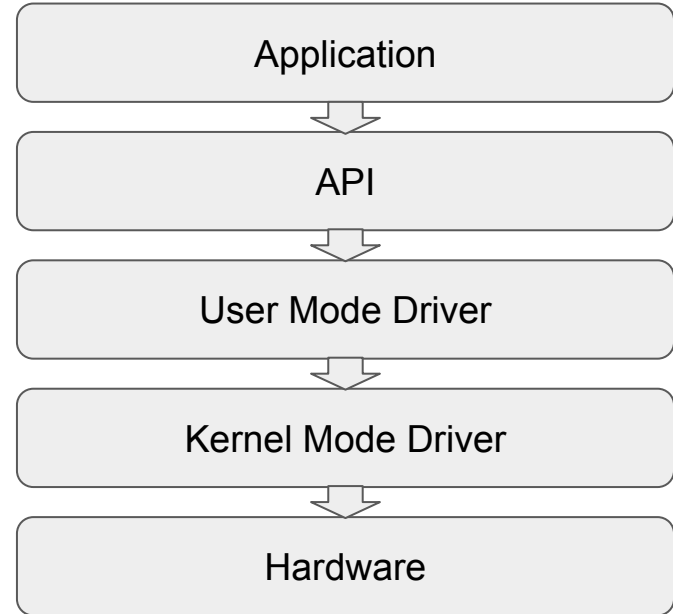 Application
API
User Mode Driver
Kernel Mode Driver
Hardware